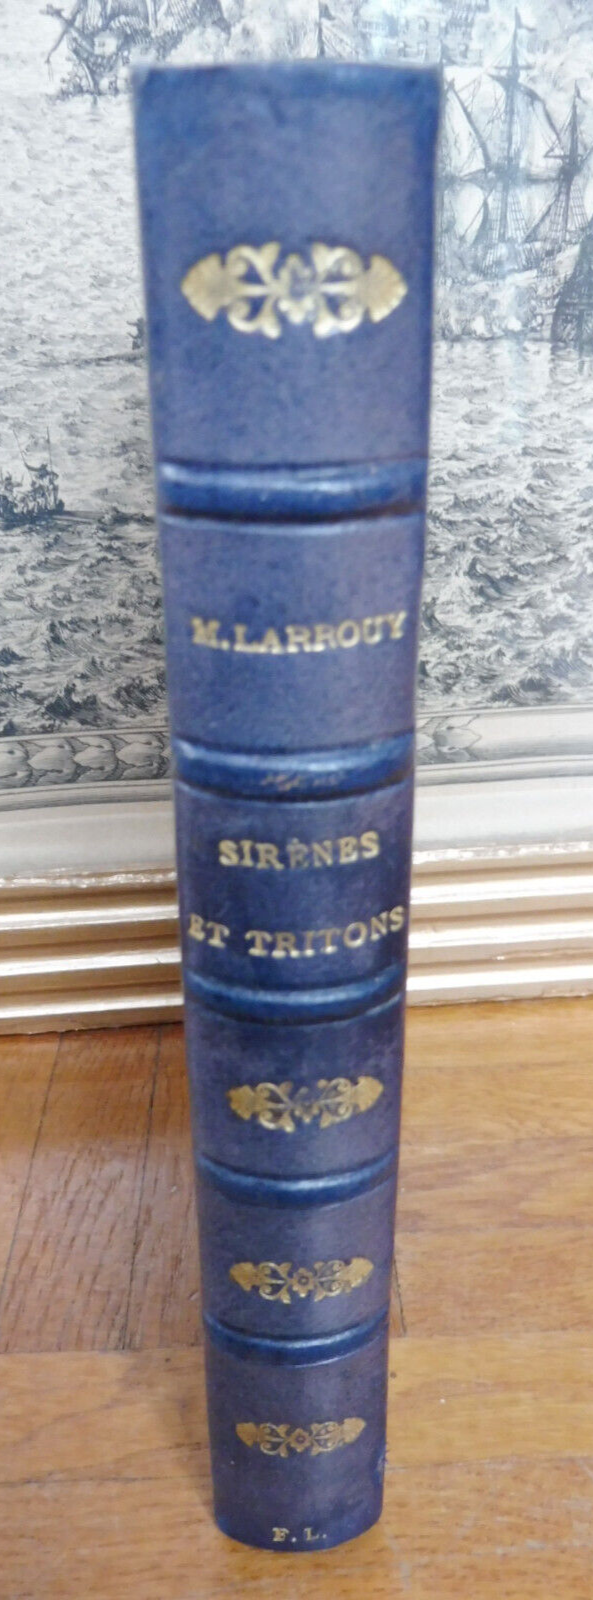 M. LARROUY
SIRÈNES
ET TRITONS
F. L.